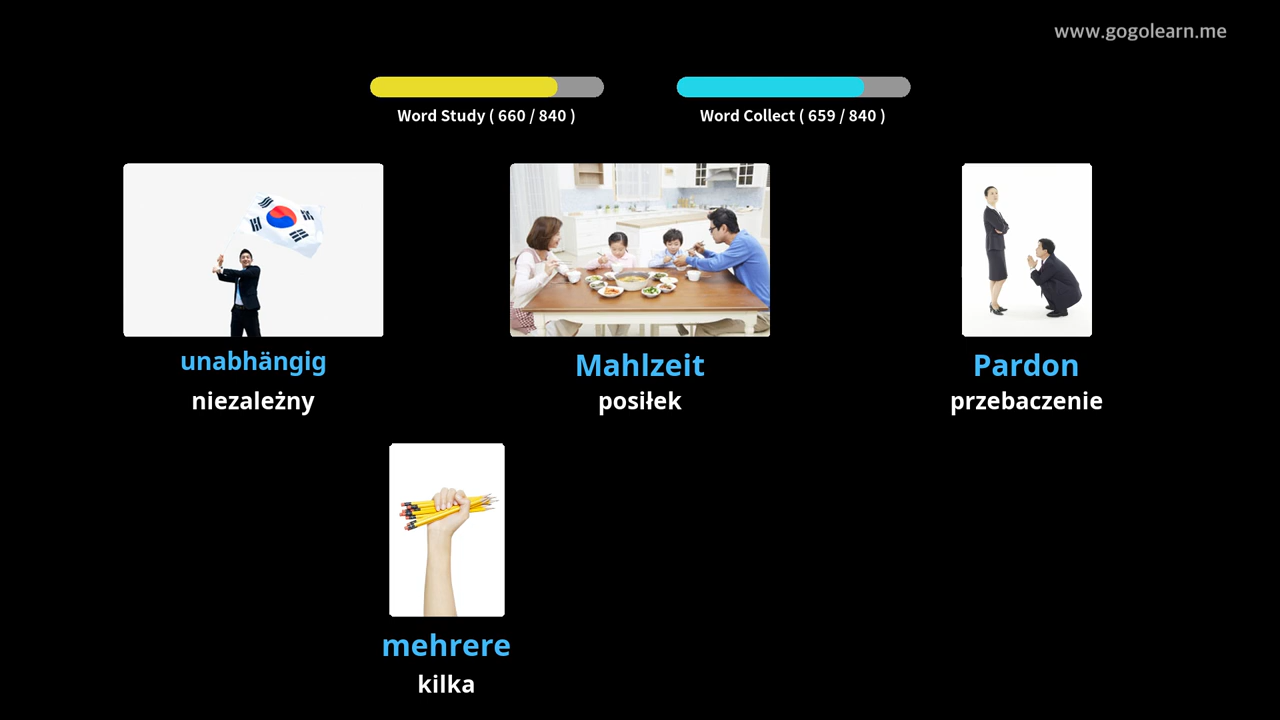 www.gogolearn.me
Word Study ( 660 / 840 )
Word Collect ( 659 / 840 )
unabhängig
niezależny
Mahlzeit
posiłek
Pardon
przebaczenie
mehrere
kilka